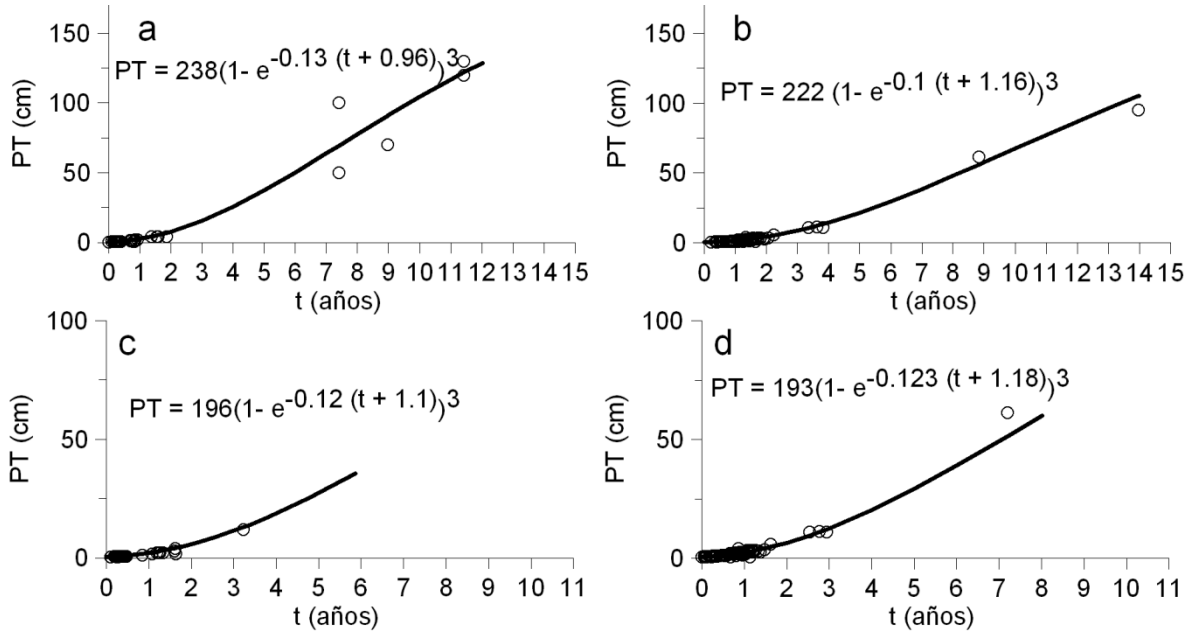 a
PT = 238(1- e-0.13 (t + 0.96))3
150
100
50
0
PT (cm)
0 1 2 3 4 5 6 7 8 9 10 11 12 13 14 15
t (años)
b
PT = 222 (1- e-0.1 (t + 1.16))3
150
100
50
0
PT (cm)
0 1 2 3 4 5 6 7 8 9 10 11 12 13 14 15
t (años)
c
PT = 196(1- e-0.12 (t + 1.1))3
100
50
0
PT (cm)
0 1 2 3 4 5 6 7 8 9 10 11
t (años)
d
PT = 193(1- e-0.123 (t + 1.18))3
100
50
0
PT (cm)
0 1 2 3 4 5 6 7 8 9 10 11
t (años)